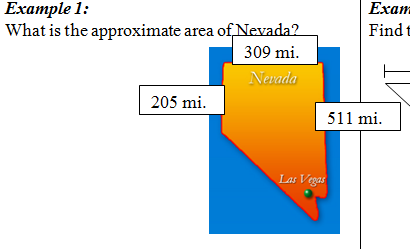 Example 1:
What is the approximate area of Nevada?
309 mi.
Nevada
205 mi.
511 mi.
Las Vegas
Exam
Find t